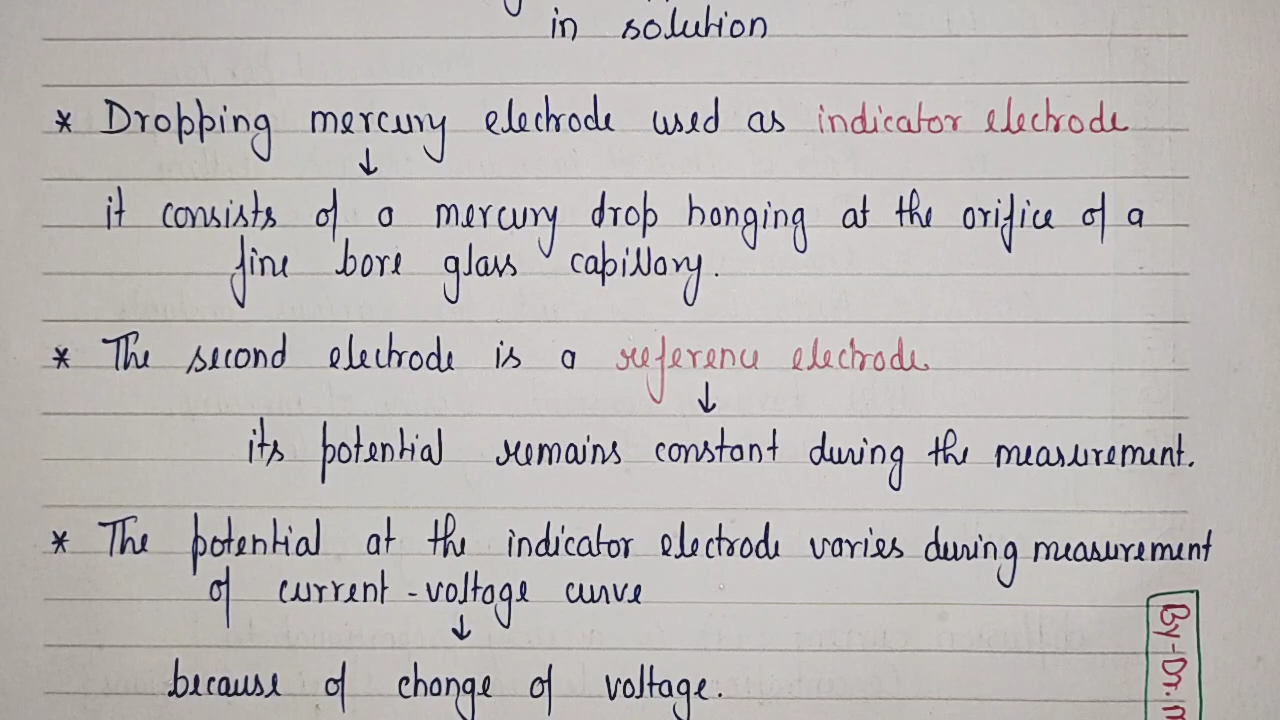 in solution
* Dropping mercury electrode used as indicator electrode
↓
it consists of a mercury drop hanging at the orifice of a
fine bore glass capillary.
* The second electrode is a reference electrode
↓
its potential remains constant during the measurement.
* The potential at the indicator electrode varies during measurement
of current-voltage curve
↓
because of change of voltage.
By-Dr.